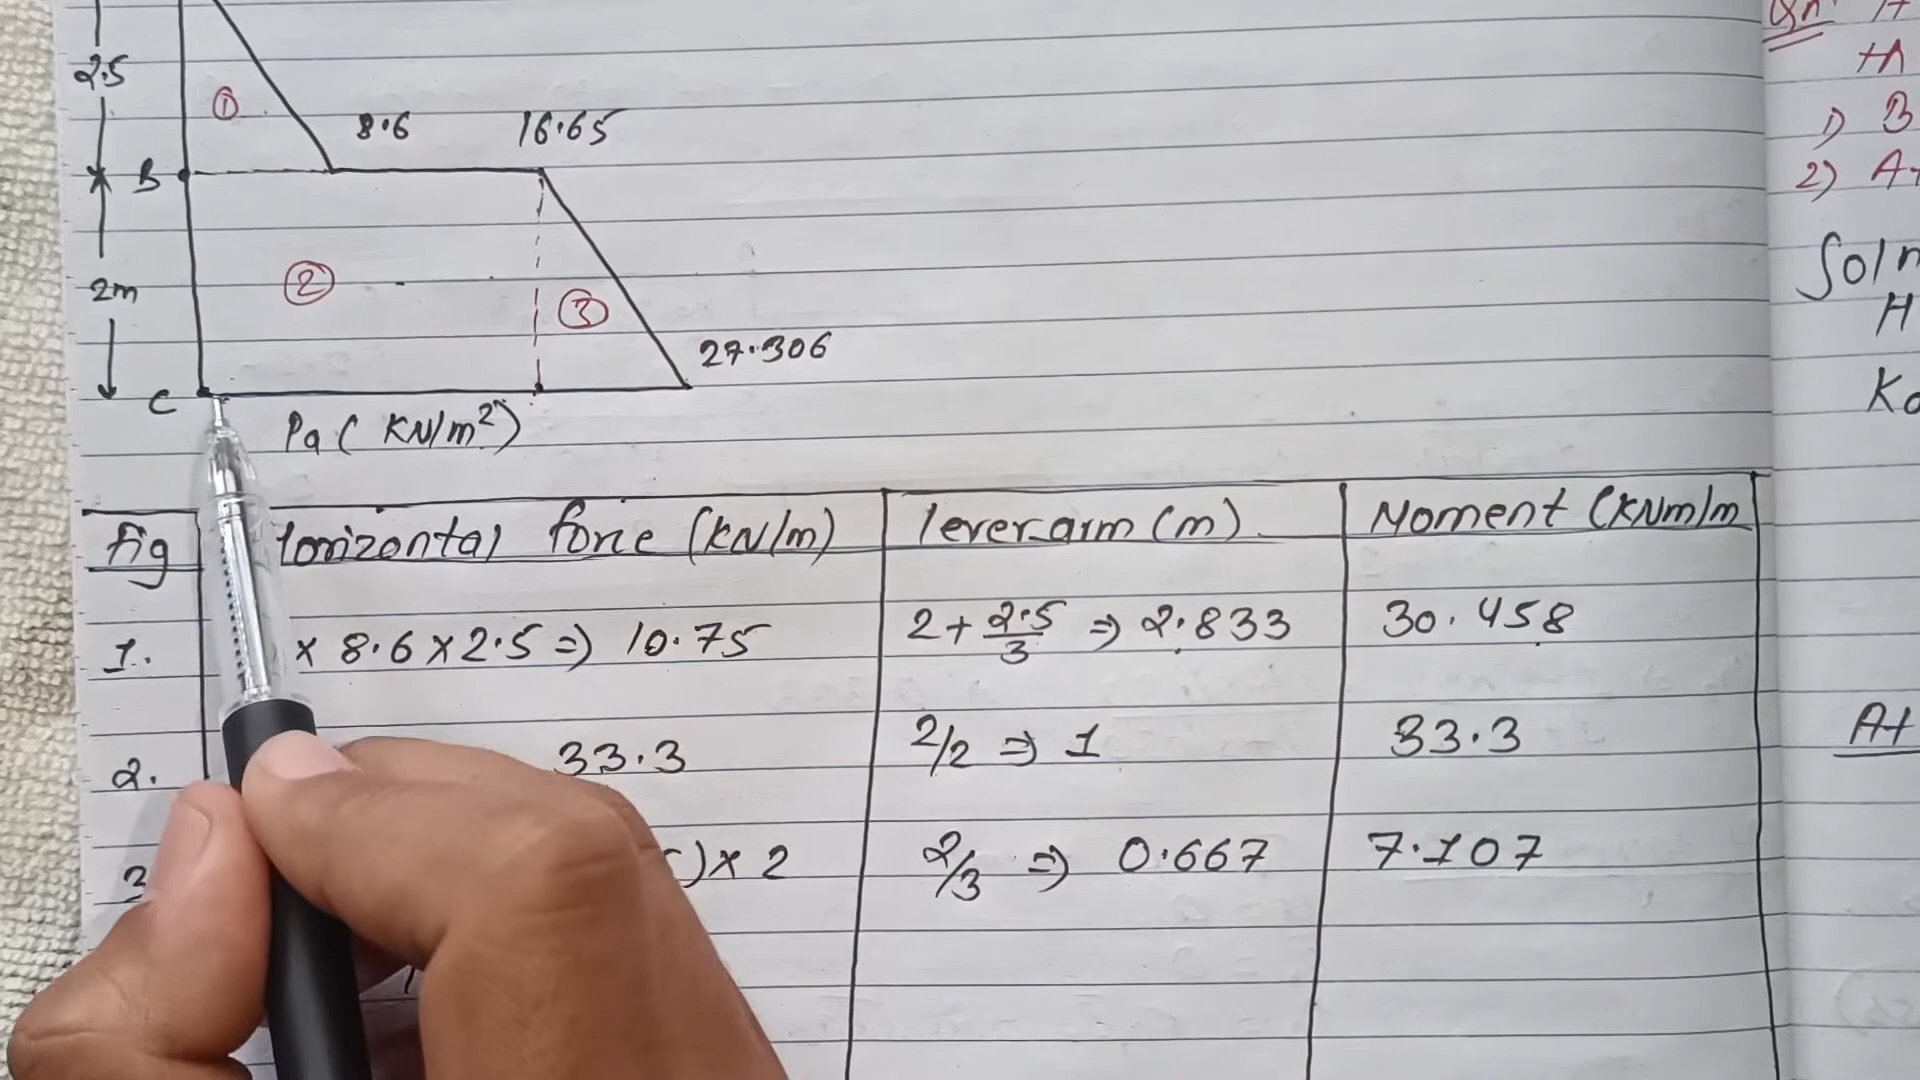 2.5
①
8.6 16.65
B
2m
②
③
27.306
C
Pa ( KN/m²)
fig
force (KN/m)
lever arm (m)
Moment (KNm/m
1.
x 8.6 x 2.5 => 10.75
2 + 2.5/3 => 2.833
30.458
2.
33.3
2/2 => 1
33.3
3
) x 2
2/3 => 0.667
7.107
Qn
1) B
2) A
Soln
H
At